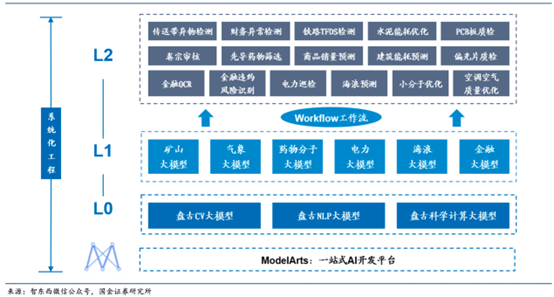 系统化工程
L2
传送带异物检测
财务异常检测
铁路TFDS检测
水泥能耗优化
PCB板质检
卷宗审核
先导药物筛选
商品销量预测
建筑能耗预测
偏光片质检
金融OCR
金融违约
风险识别
电力巡检
海浪预测
小分子优化
空调空气
质量优化
Workflow工作流
L1
矿山
大模型
气象
大模型
药物分子
大模型
电力
大模型
海浪
大模型
金融
大模型
L0
盘古CV大模型
盘古NLP大模型
盘古科学计算大模型
ModelArts：一站式AI开发平台
来源：智东西微信公众号，国金证券研究所